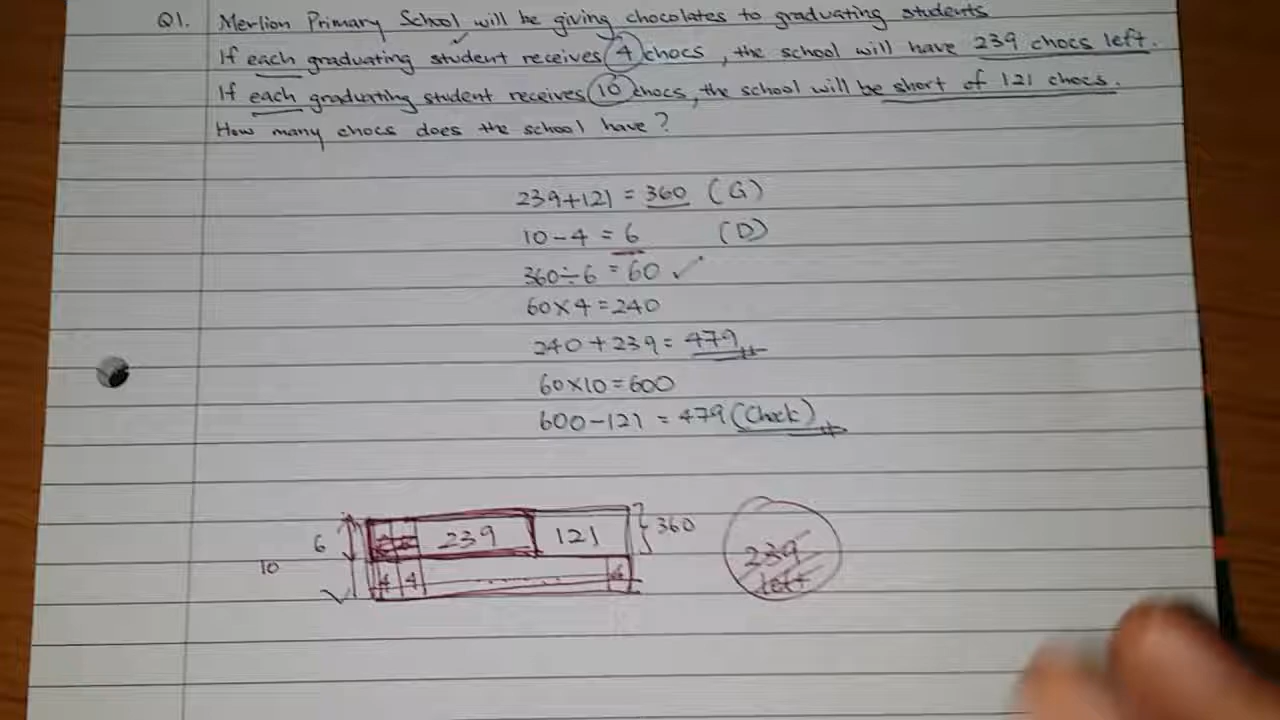 Q1. Merlion Primary School will be giving chocolates to graduating students
If each graduating student receives 4 chocs, the school will have 239 chocs left.
If each graduating student receives 10 chocs, the school will be short of 121 chocs.
How many chocs does the school have?
239+121 = 360 (G)
10-4 = 6 (D)
360÷6 = 60 ✓
60×4 = 240
240+239 = 479
60×10 = 600
600-121 = 479 (Check)
6 239 121 360
10 4 4
239
left